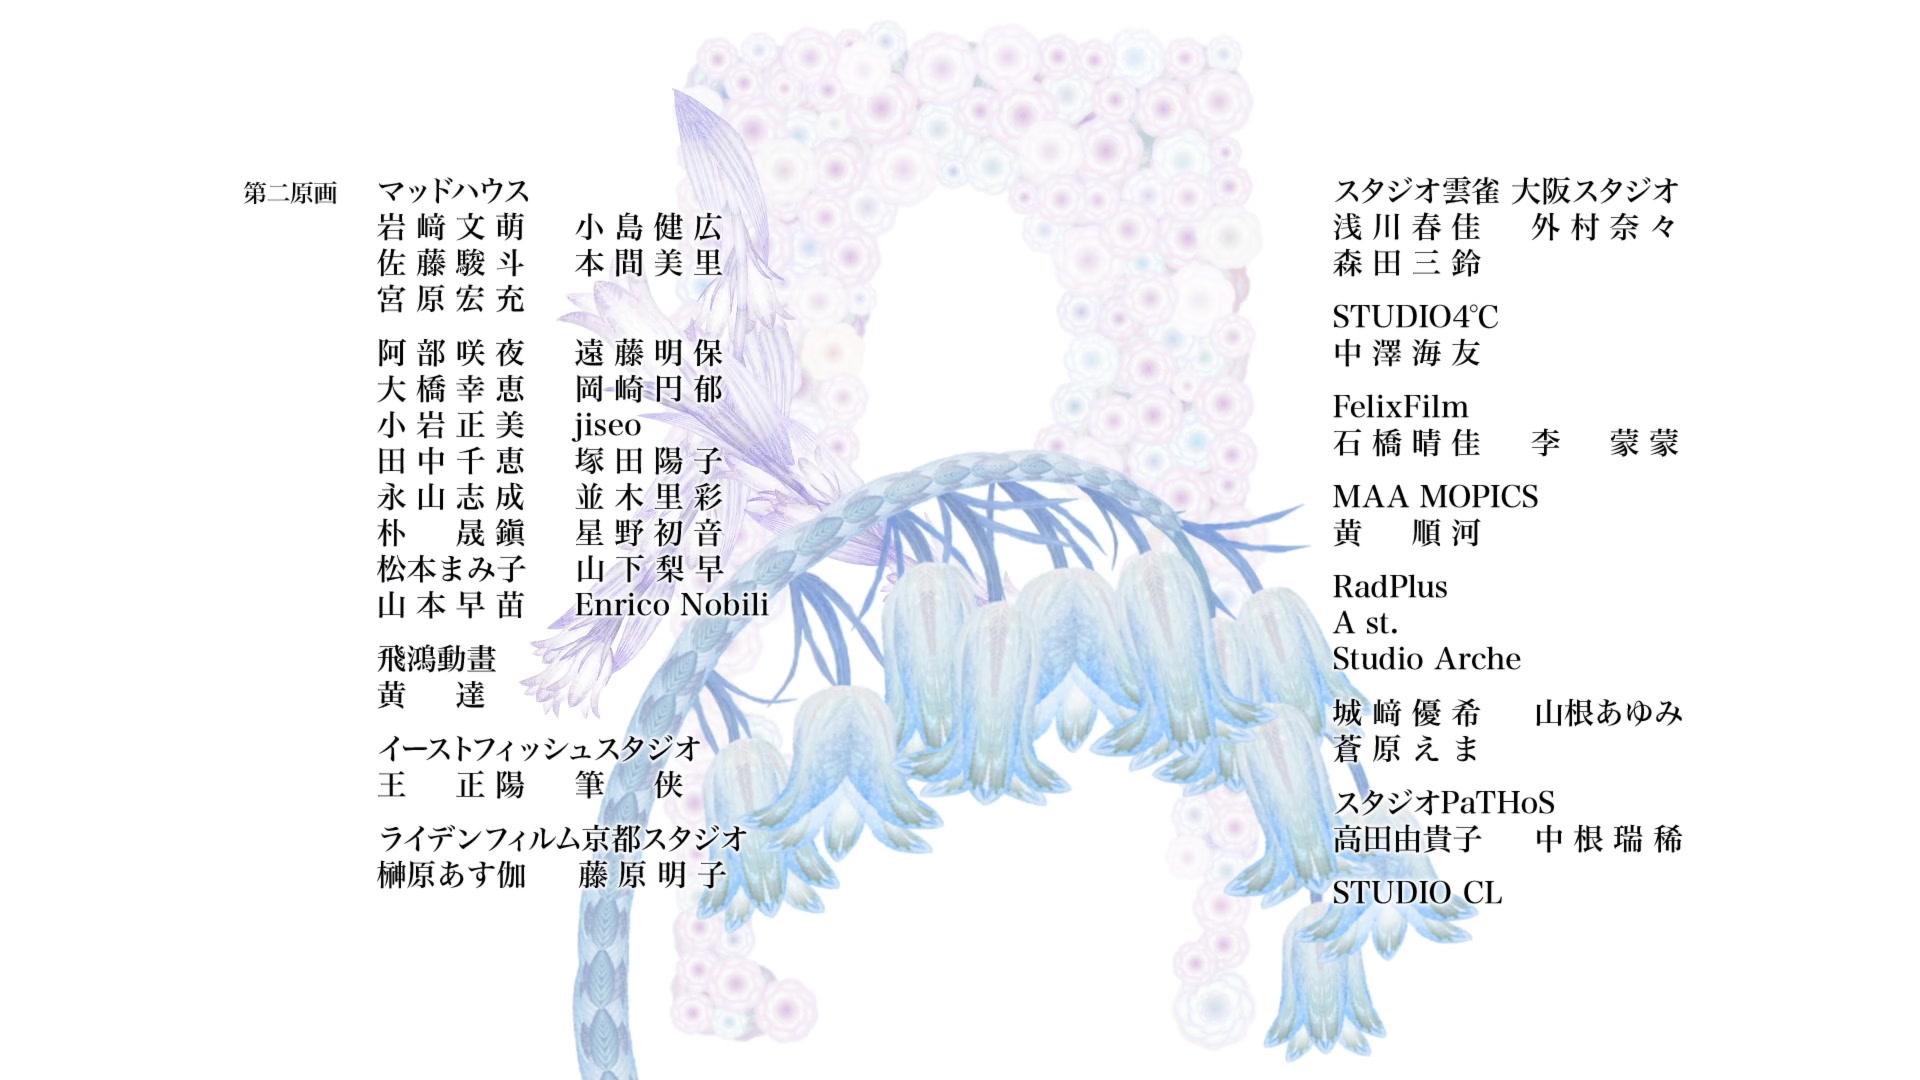 第二原画 マッドハウス
岩﨑文萌 小島健広
佐藤駿斗 本間美里
宮原宏充
阿部咲夜 遠藤明保
大橋幸恵 岡崎円郁
小岩正美 jiseo
田中千恵 塚田陽子
永山志成 並木里彩
朴 晟鎭 星野初音
松本まみ子 山下梨早
山本早苗 Enrico Nobili
飛鴻動畫
黄 達
イーストフィッシュスタジオ
王 正陽 筆 侠
ライデンフィルム京都スタジオ
榊原あす伽 藤原明子
スタジオ雲雀 大阪スタジオ
浅川春佳 外村奈々
森田三鈴
STUDIO4℃
中澤海友
FelixFilm
石橋晴佳 李 蒙蒙
MAA MOPICS
黄 順河
RadPlus
A st.
Studio Arche
城﨑優希 山根あゆみ
蒼原えま
スタジオPaTHoS
高田由貴子 中根瑞稀
STUDIO CL